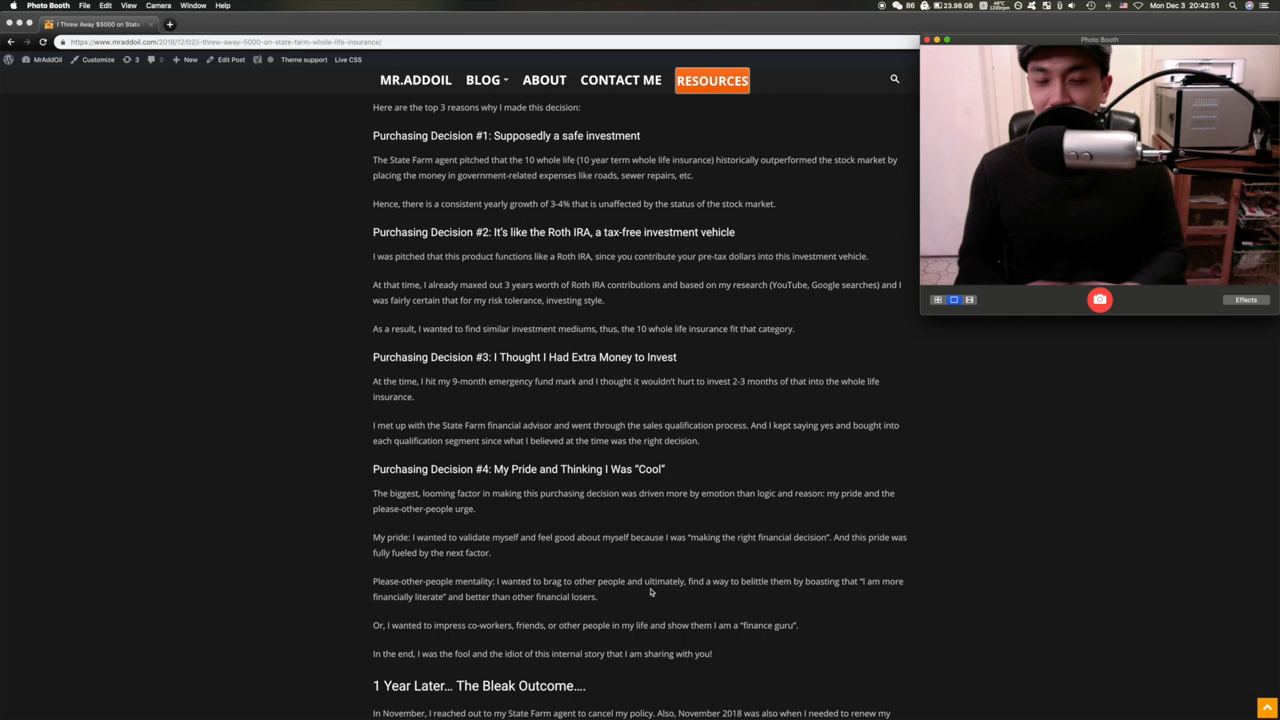 Photo Booth File Edit View Camera Window Help
86 23.98 GB 49°C 1200rpm Mon Dec 3 20:42:51
I Threw Away $5000 on State
https://www.mraddoil.com/2018/12/02/i-threw-away-5000-on-state-farm-whole-life-insurance/
MrAddOil Customize 3 0 New Edit Post Theme support Live CSS
Photo Booth
MR.ADDOIL BLOG ABOUT CONTACT ME RESOURCES
Here are the top 3 reasons why I made this decision:
Purchasing Decision #1: Supposedly a safe investment
The State Farm agent pitched that the 10 whole life (10 year term whole life insurance) historically outperformed the stock market by
placing the money in government-related expenses like roads, sewer repairs, etc.
Hence, there is a consistent yearly growth of 3-4% that is unaffected by the status of the stock market.
Purchasing Decision #2: It's like the Roth IRA, a tax-free investment vehicle
I was pitched that this product functions like a Roth IRA, since you contribute your pre-tax dollars into this investment vehicle.
At that time, I already maxed out 3 years worth of Roth IRA contributions and based on my research (YouTube, Google searches) and I
was fairly certain that for my risk tolerance, investing style.
Effects
As a result, I wanted to find similar investment mediums, thus, the 10 whole life insurance fit that category.
Purchasing Decision #3: I Thought I Had Extra Money to Invest
At the time, I hit my 9-month emergency fund mark and I thought it wouldn't hurt to invest 2-3 months of that into the whole life
insurance.
I met up with the State Farm financial advisor and went through the sales qualification process. And I kept saying yes and bought into
each qualification segment since what I believed at the time was the right decision.
Purchasing Decision #4: My Pride and Thinking I Was "Cool"
The biggest, looming factor in making this purchasing decision was driven more by emotion than logic and reason: my pride and the
please-other-people urge.
My pride: I wanted to validate myself and feel good about myself because I was "making the right financial decision". And this pride was
fully fueled by the next factor.
Please-other-people mentality: I wanted to brag to other people and ultimately, find a way to belittle them by boasting that "I am more
financially literate" and better than other financial losers.
Or, I wanted to impress co-workers, friends, or other people in my life and show them I am a "finance guru".
In the end, I was the fool and the idiot of this internal story that I am sharing with you!
1 Year Later… The Bleak Outcome….
In November, I reached out to my State Farm agent to cancel my policy. Also, November 2018 was also when I needed to renew my